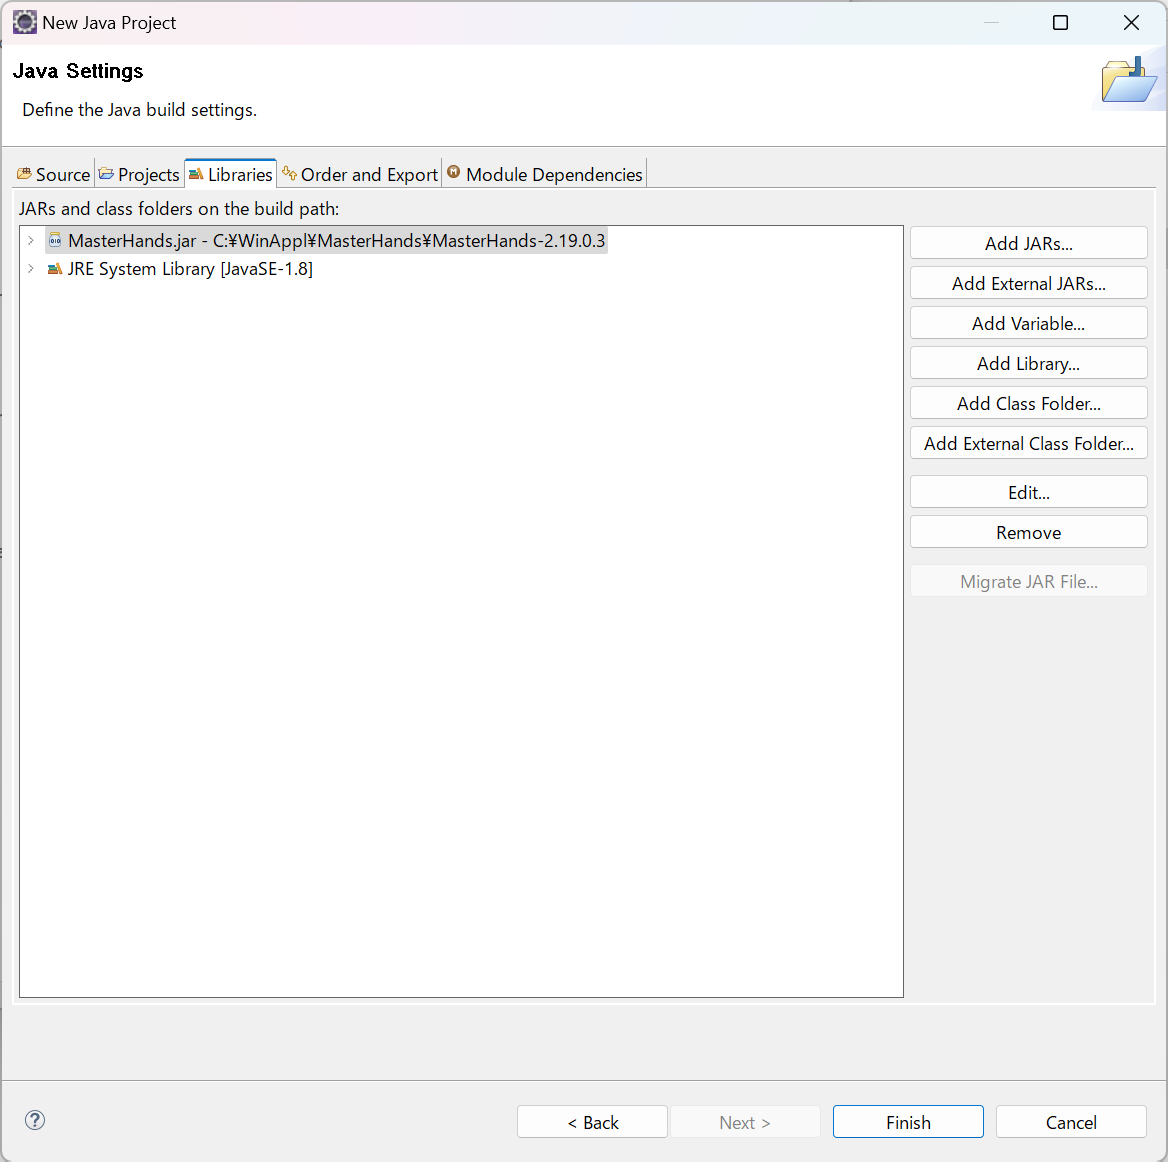 New Java Project
Java Settings
Define the Java build settings.
Source Projects Libraries Order and Export Module Dependencies
JARs and class folders on the build path:
MasterHands.jar - C:¥WinAppl¥MasterHands¥MasterHands-2.19.0.3
JRE System Library [JavaSE-1.8]
Add JARs...
Add External JARs...
Add Variable...
Add Library...
Add Class Folder...
Add External Class Folder...
Edit...
Remove
Migrate JAR File...
< Back Next > Finish Cancel